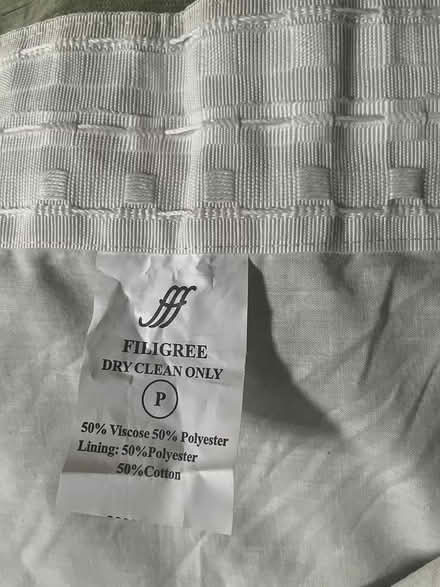 fff
FILIGREE
DRY CLEAN ONLY
P
50% Viscose 50% Polyester
Lining: 50%Polyester
50%Cotton